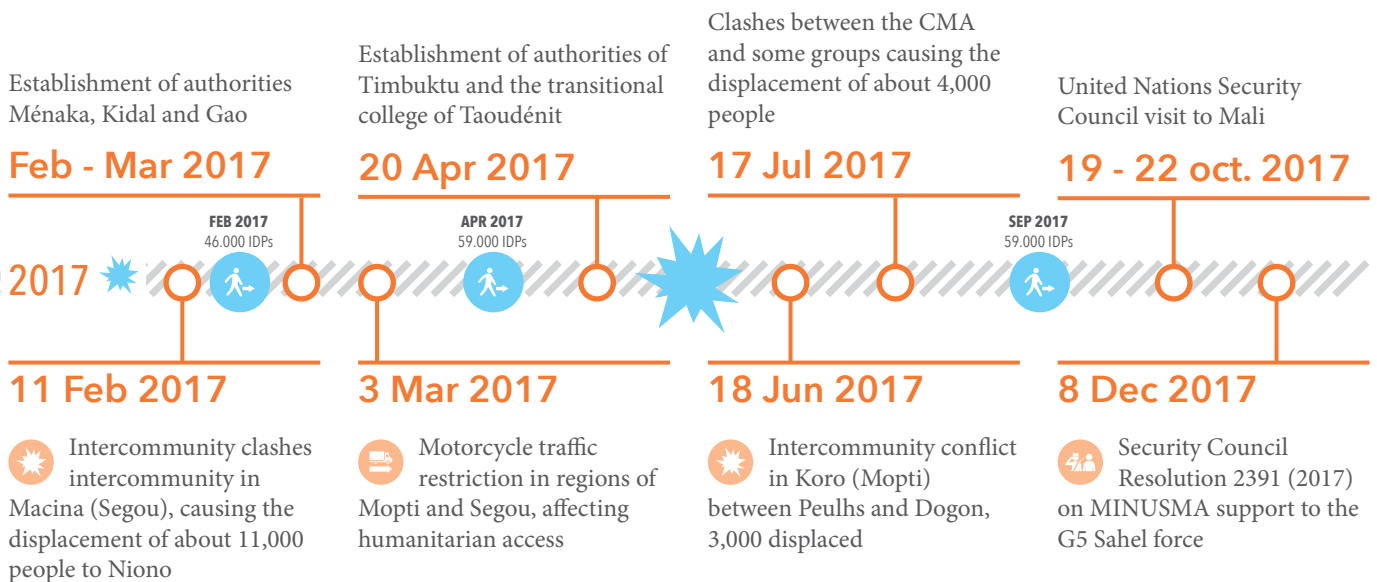 Establishment of authorities
Ménaka, Kidal and Gao
Feb - Mar 2017
Establishment of authorities of
Timbuktu and the transitional
college of Taoudénit
20 Apr 2017
Clashes between the CMA
and some groups causing the
displacement of about 4,000
people
17 Jul 2017
United Nations Security
Council visit to Mali
19 - 22 oct. 2017
2017
FEB 2017
46.000 IDPs
APR 2017
59.000 IDPs
SEP 2017
59.000 IDPs
11 Feb 2017
Intercommunity clashes
intercommunity in
Macina (Segou), causing the
displacement of about 11,000
people to Niono
3 Mar 2017
Motorcycle traffic
restriction in regions of
Mopti and Segou, affecting
humanitarian access
18 Jun 2017
Intercommunity conflict
in Koro (Mopti)
between Peulhs and Dogon,
3,000 displaced
8 Dec 2017
Security Council
Resolution 2391 (2017)
on MINUSMA support to the
G5 Sahel force